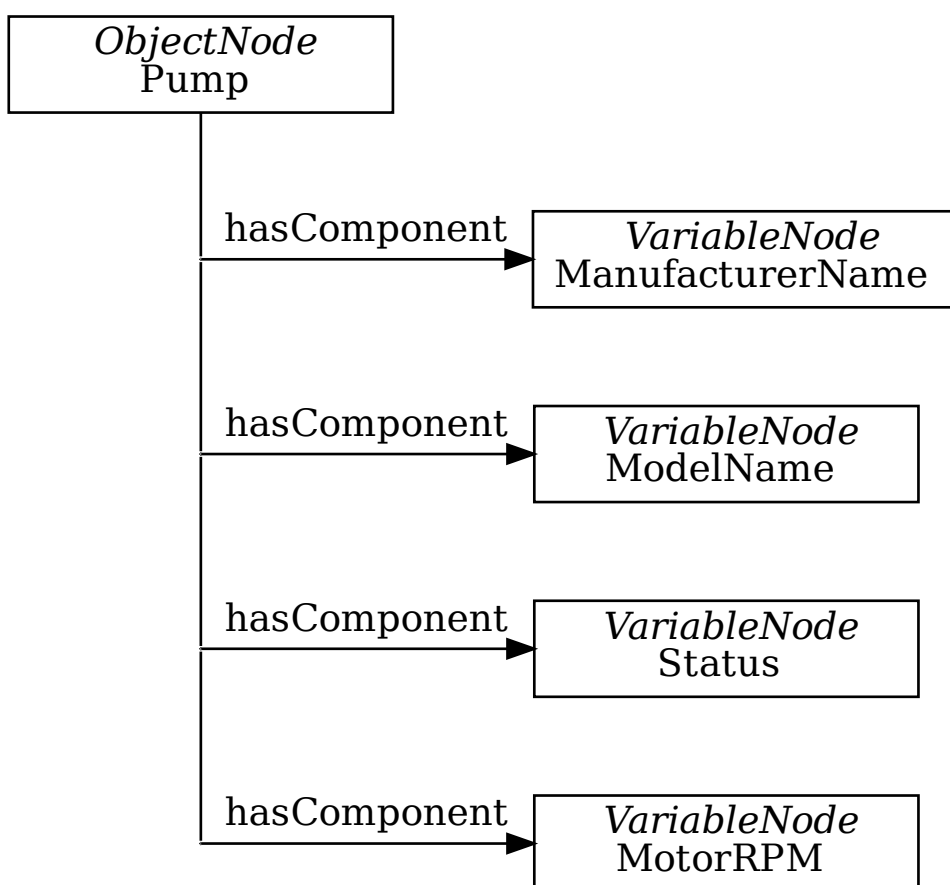 ObjectNode
Pump
hasComponent
VariableNode
ManufacturerName
hasComponent
VariableNode
ModelName
hasComponent
VariableNode
Status
hasComponent
VariableNode
MotorRPM